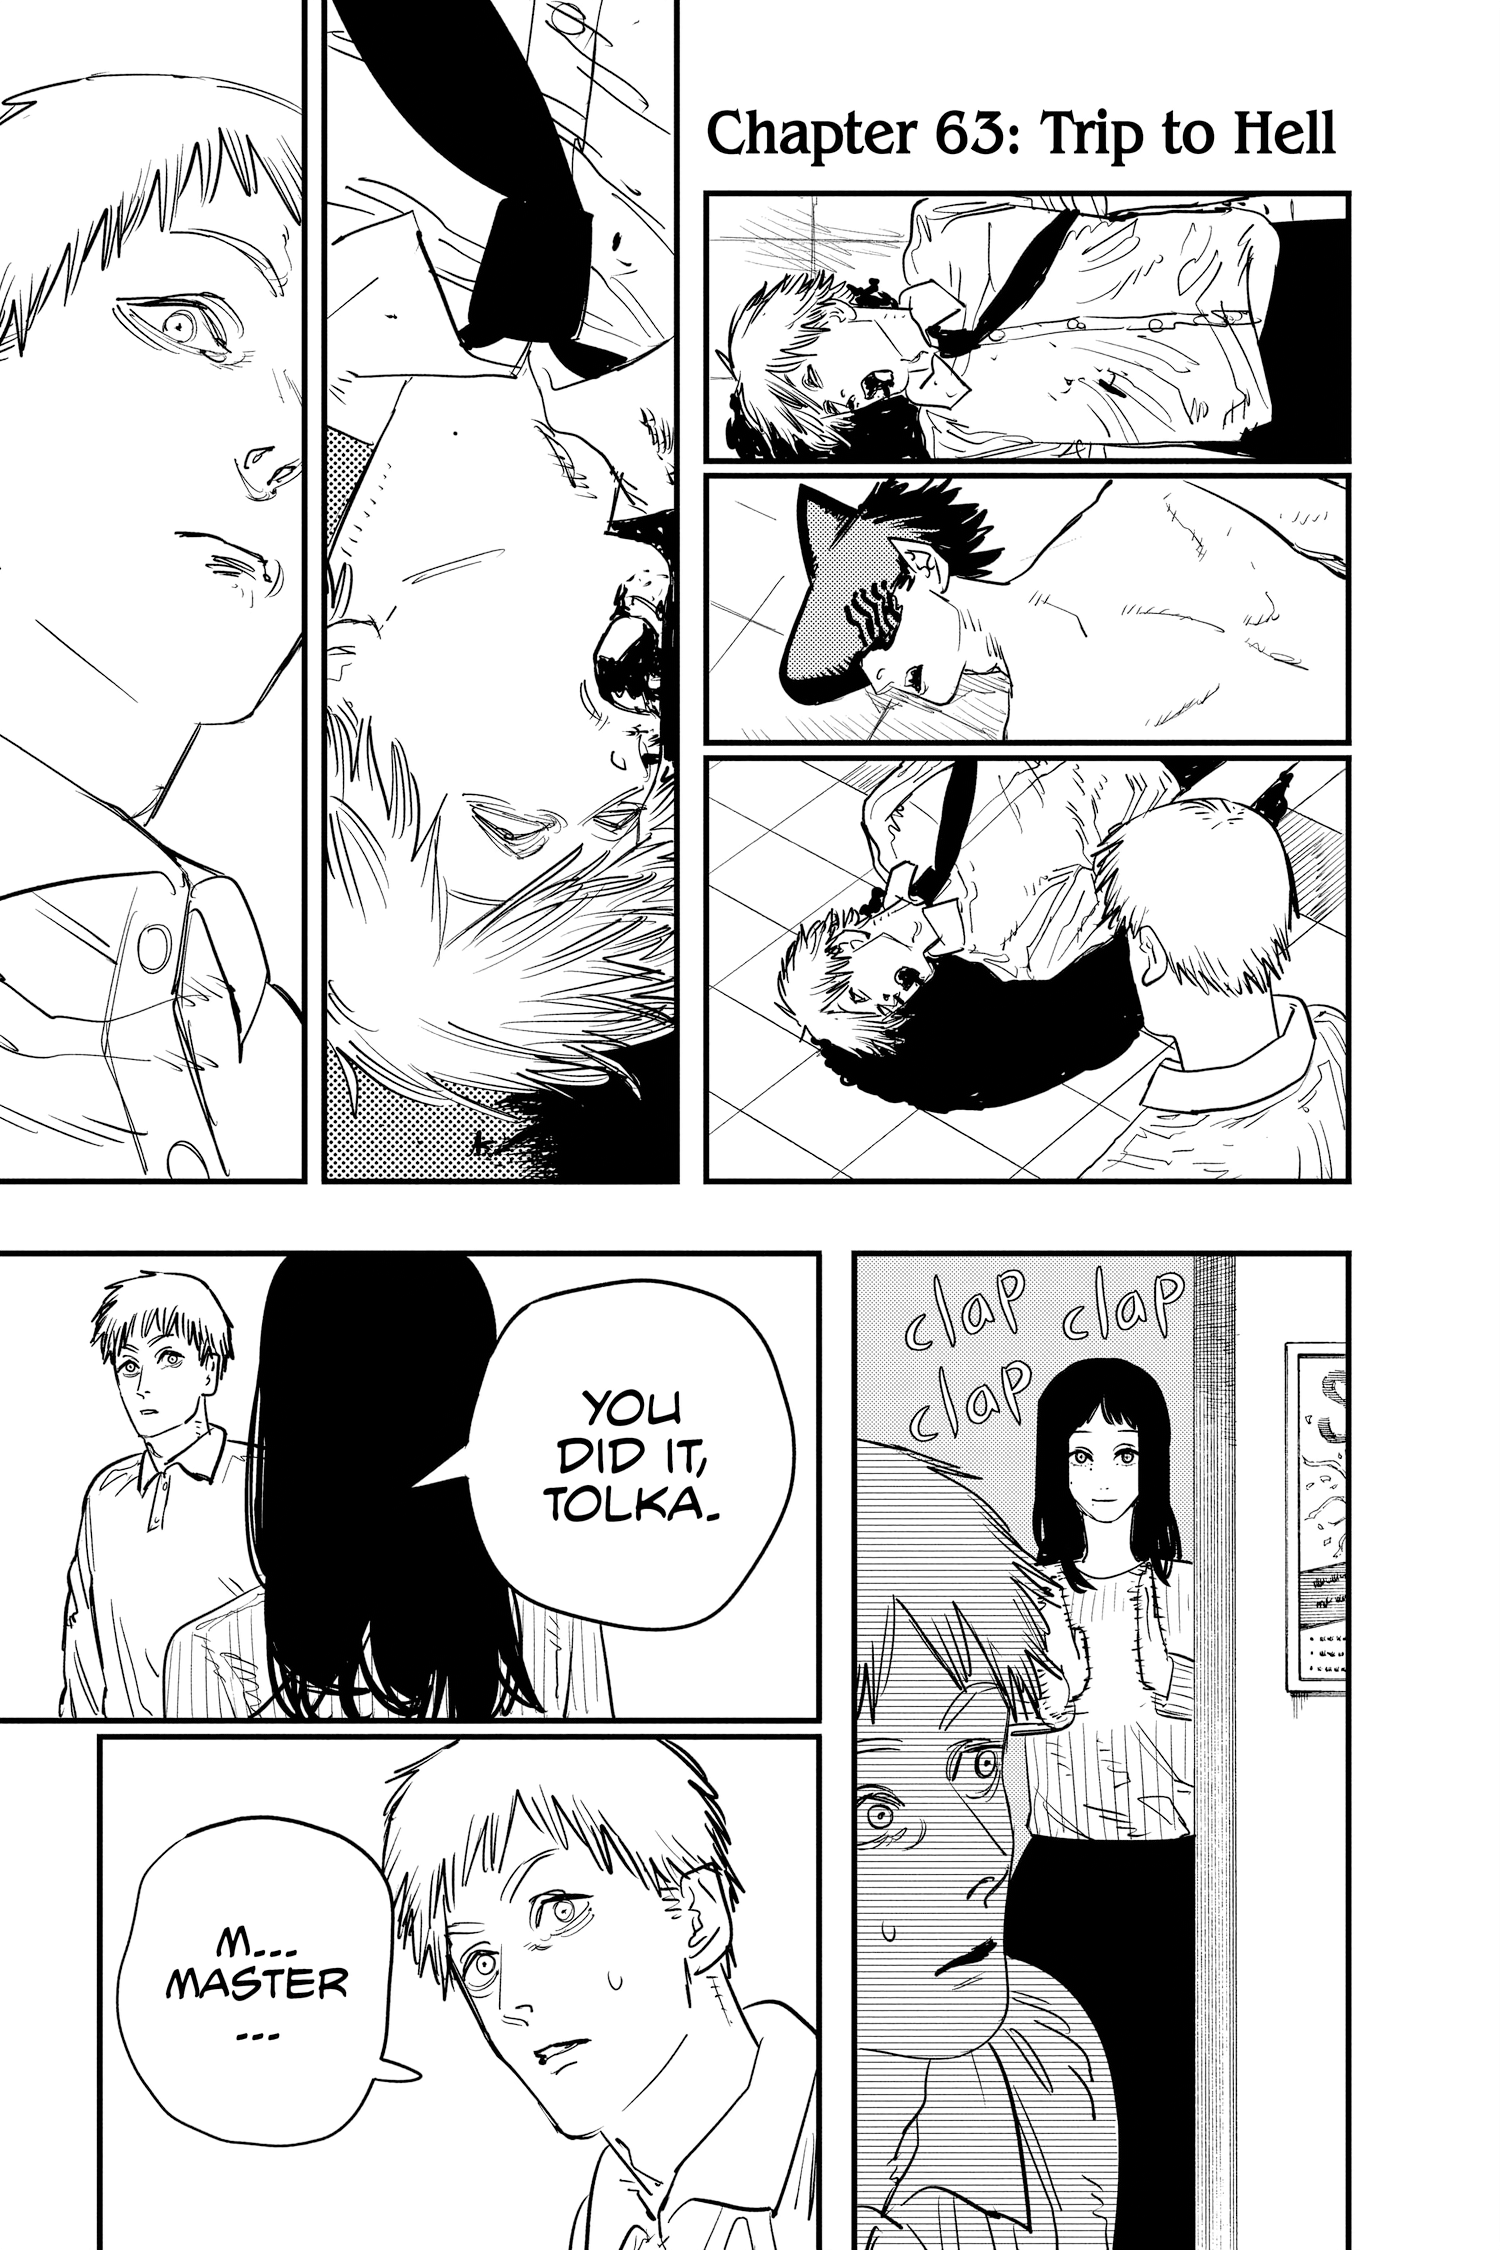 Chapter 63: Trip to Hell
clap clap
clap
YOU
DID IT,
TOLKA.
M...
MASTER
...